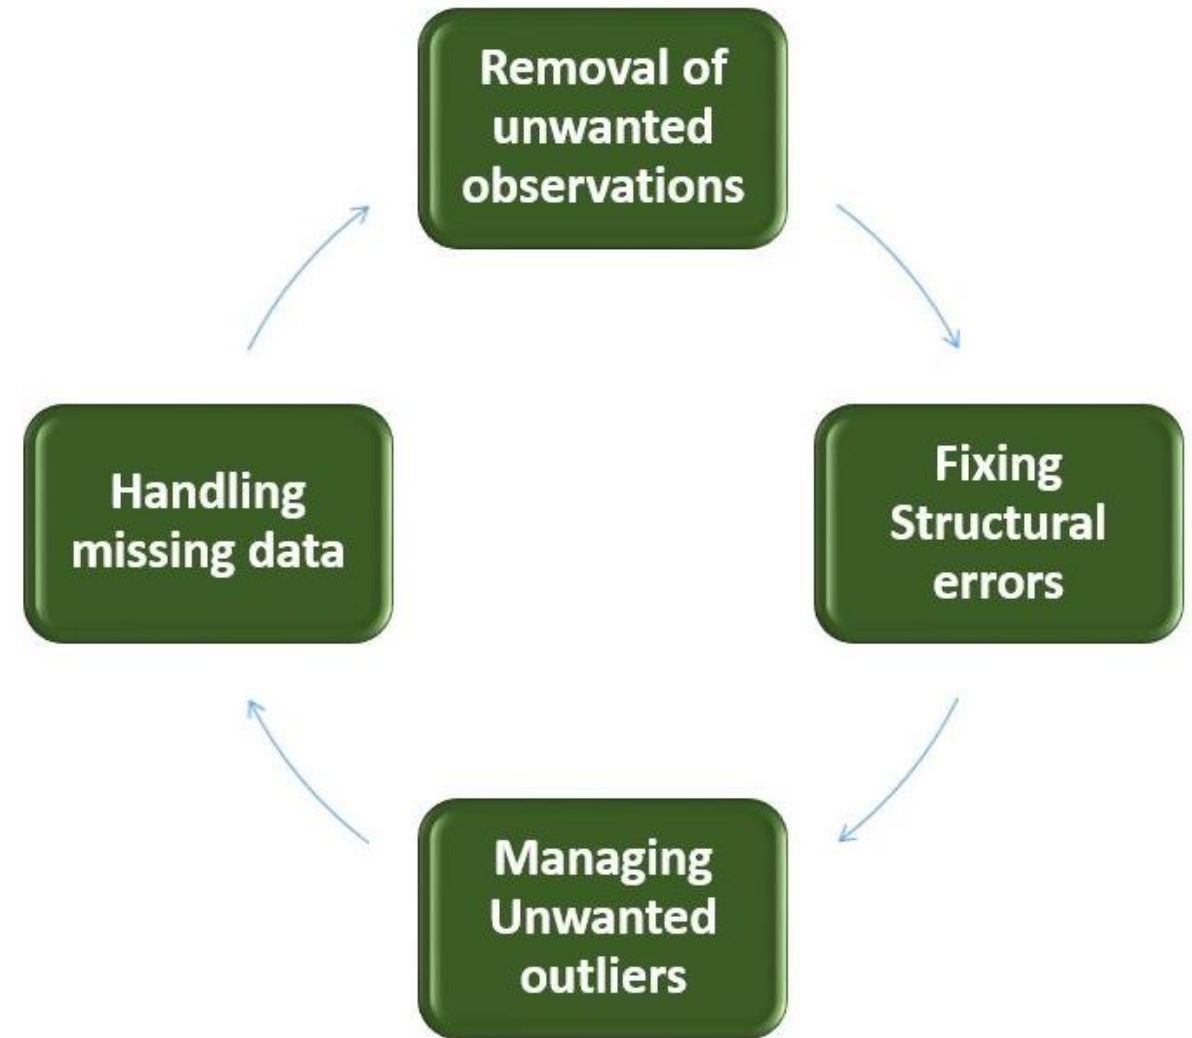 Removal of
unwanted
observations
Fixing
Structural
errors
Managing
Unwanted
outliers
Handling
missing data